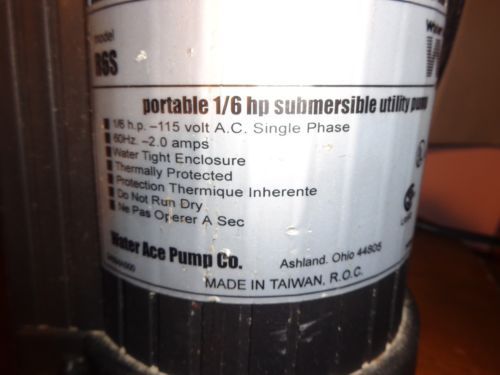 model
R6S
portable 1/6 hp submersible utility pump
1/6 h.p. –115 volt A.C. Single Phase
60Hz. –2.0 amps
Water Tight Enclosure
Thermally Protected
Protection Thermique Inherente
Do Not Run Dry
Ne Pas Operer A Sec
Water Ace Pump Co.
Ashland, Ohio 44805
MADE IN TAIWAN, R.O.C.